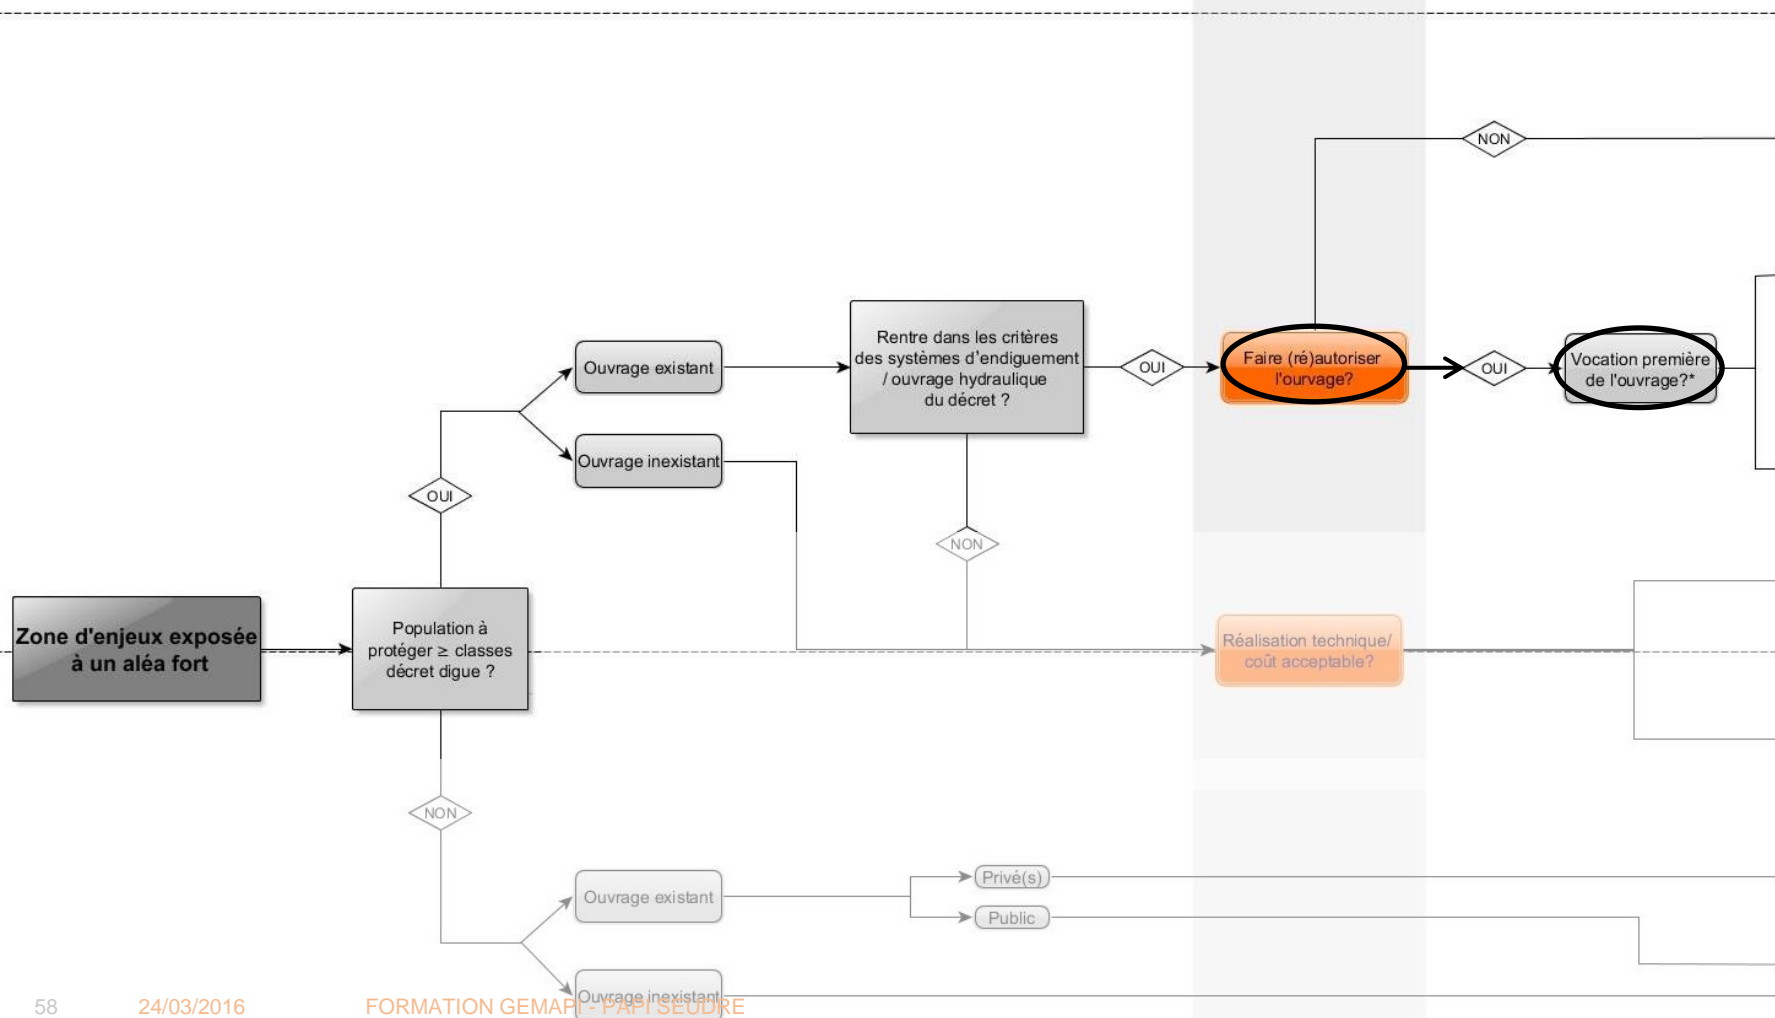 NON
Rentre dans les critères
des systèmes d'endiguement
/ ouvrage hydraulique
du décret ?
Ouvrage existant
OUI
Faire (ré)autoriser
l'ourvage?
OUI
Vocation première
de l'ouvrage?*
Ouvrage inexistant
OUI
NON
Zone d'enjeux exposée
à un aléa fort
Population à
protéger ≥ classes
décret digue ?
Réalisation technique/
coût acceptable?
NON
Ouvrage existant
Privé(s)
Public
Ouvrage inexistant
58
24/03/2016
FORMATION GEMAPI - PAPI SEUDRE